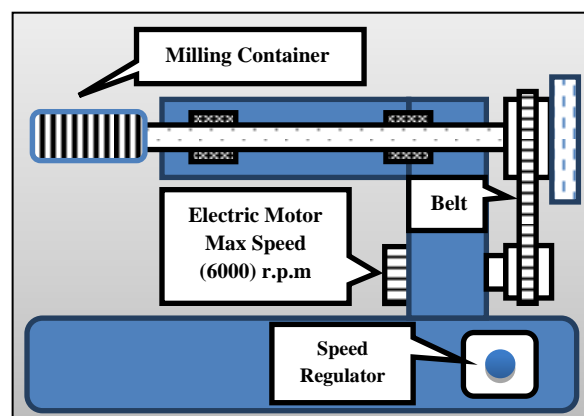 Milling Container
Belt
Electric Motor
Max Speed
(6000) r.p.m
Speed
Regulator